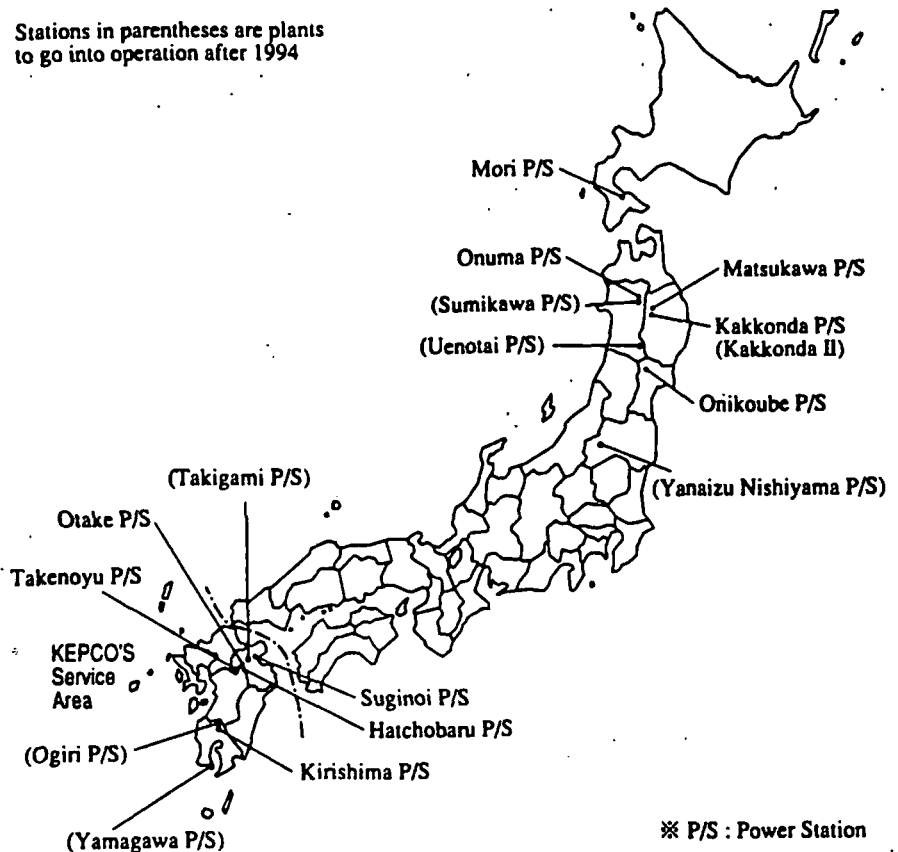 Stations in parentheses are plants
to go into operation after 1994
Mori P/S
Onuma P/S
Matsukawa P/S
(Sumikawa P/S)
Kakkonda P/S
(Kakkonda II)
(Uenotai P/S)
Onikoube P/S
(Takigami P/S)
(Yanaizu Nishiyama P/S)
Otake P/S
Takenoyu P/S
KEPCO'S
Service
Area
Suginoi P/S
Hatchobaru P/S
(Ogiri P/S)
Kirishima P/S
(Yamagawa P/S)
※ P/S : Power Station